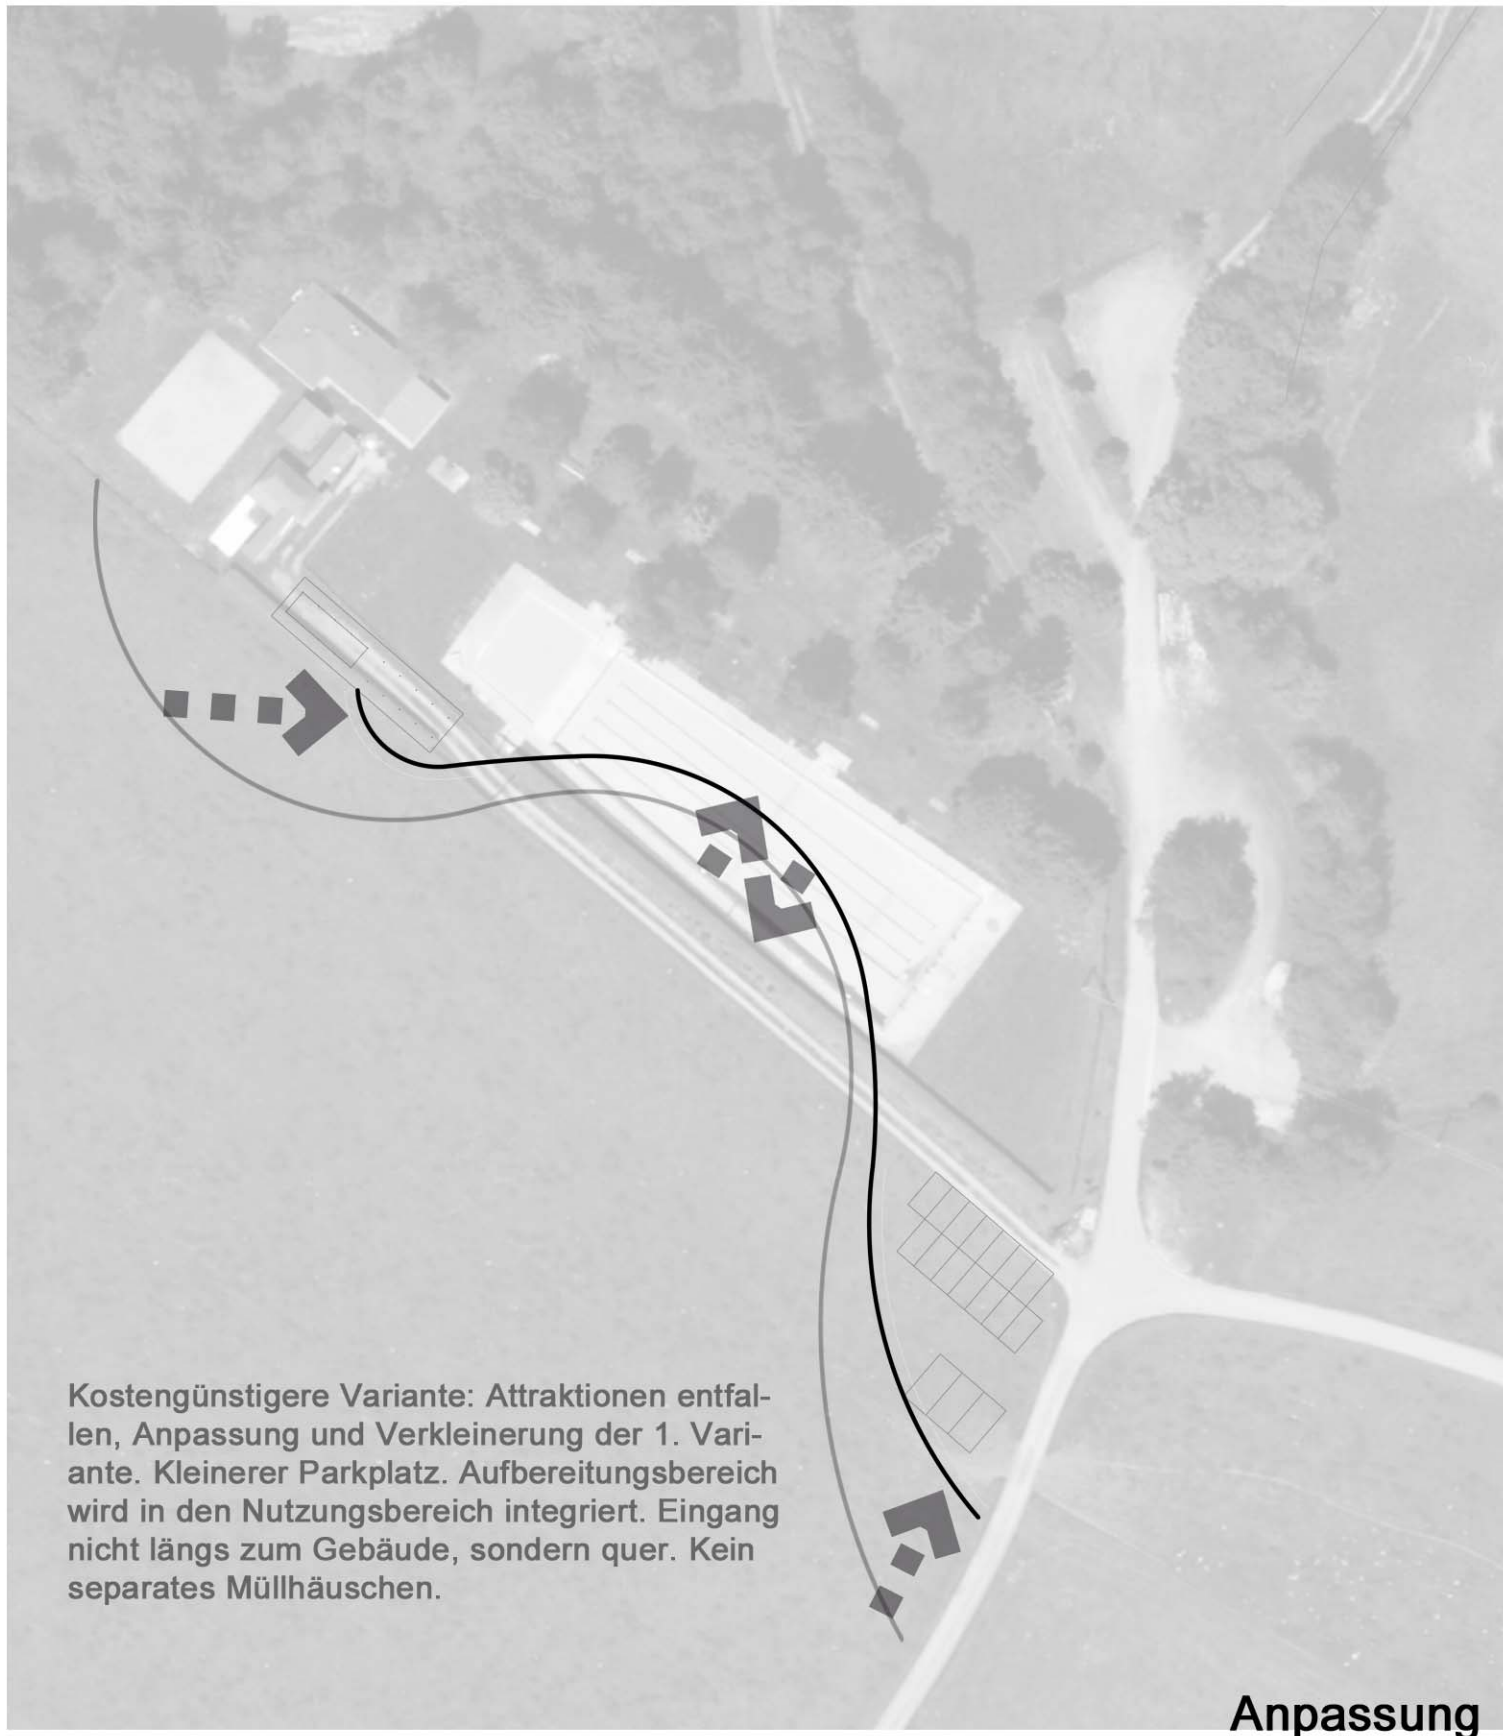 Kostengünstigere Variante: Attraktionen entfal-
len, Anpassung und Verkleinerung der 1. Vari-
ante. Kleinerer Parkplatz. Aufbereitungsbereich
wird in den Nutzungsbereich integriert. Eingang
nicht längs zum Gebäude, sondern quer. Kein
separates Müllhäuschen.
Anpassung